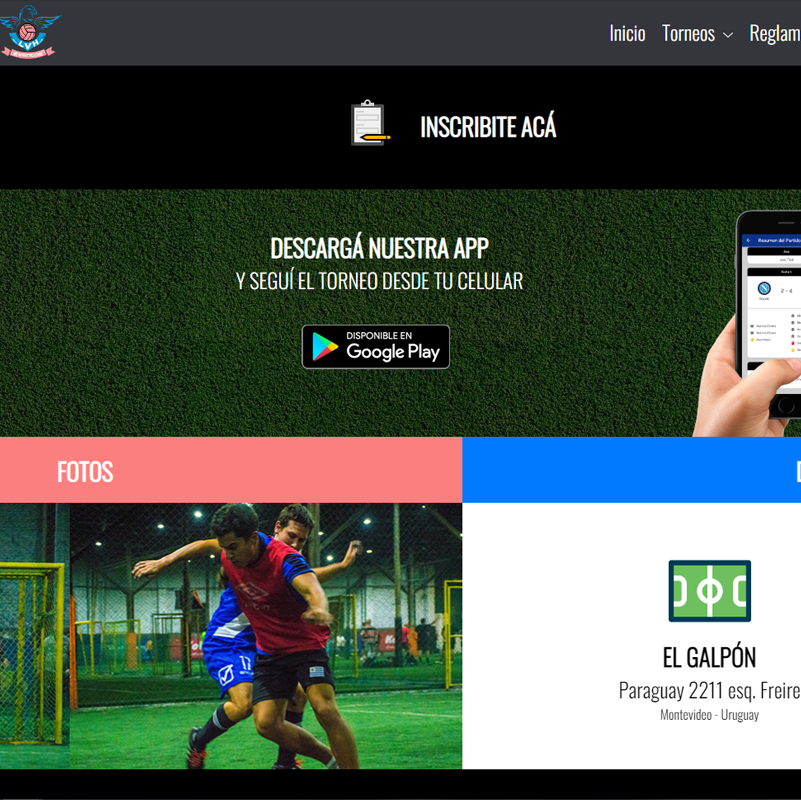 LVH
Inicio Torneos
INSCRIBITE ACÁ
DESCARGÁ NUESTRA APP
Y SEGUÍ EL TORNEO DESDE TU CELULAR
DISPONIBLE EN
Google Play
Resumen del Partido
2 - 4
FOTOS
EL GALPÓN
Paraguay 2211 esq. Freire
Montevideo - Uruguay